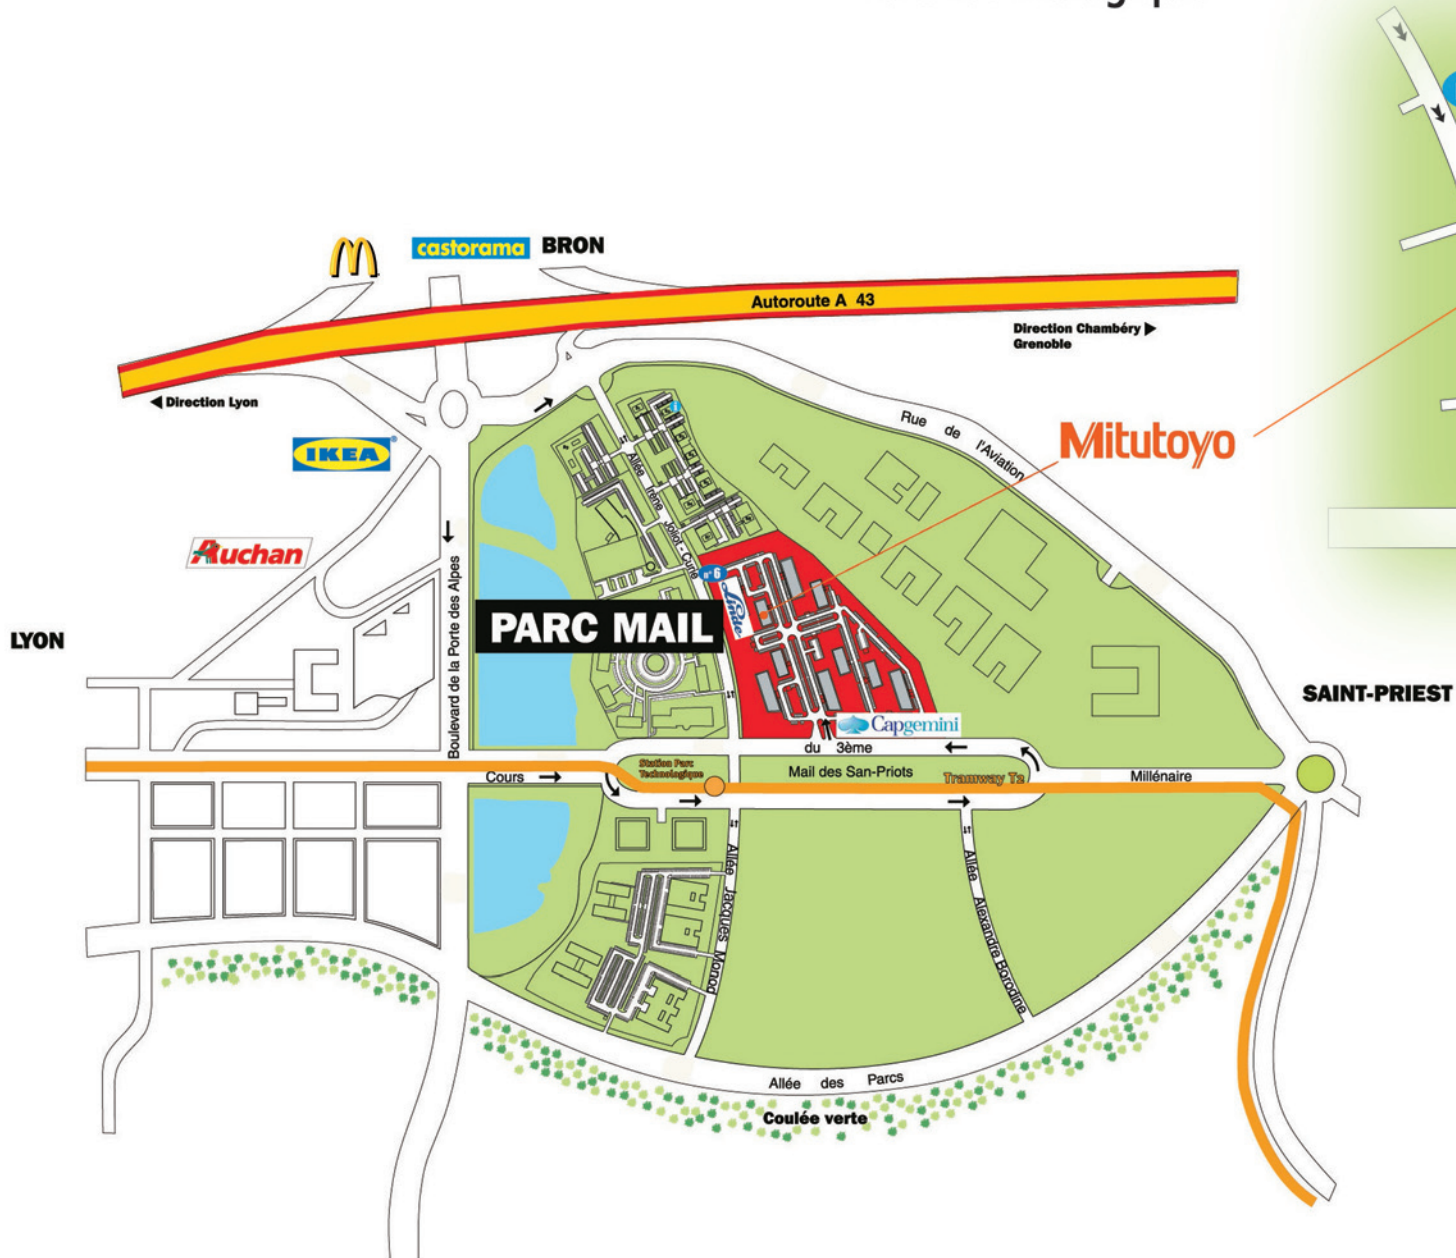 castorama BRON
Autoroute A 43
Direction Chambéry
Grenoble
Direction Lyon
IKEA
Rue de l'Aviation
Mitutoyo
Auchan
Allée Irène Joliot-Curie
n° 6
Linde
Boulevard de la Porte des Alpes
PARC MAIL
LYON
SAINT-PRIEST
Capgemini
du 3ème
Station Parc
Technologique
Mail des San-Priots
Tramway T2
Millénaire
Cours
Allée Jacques Monod
Allée Alexandre Borodine
Allée des Parcs
Coulée verte